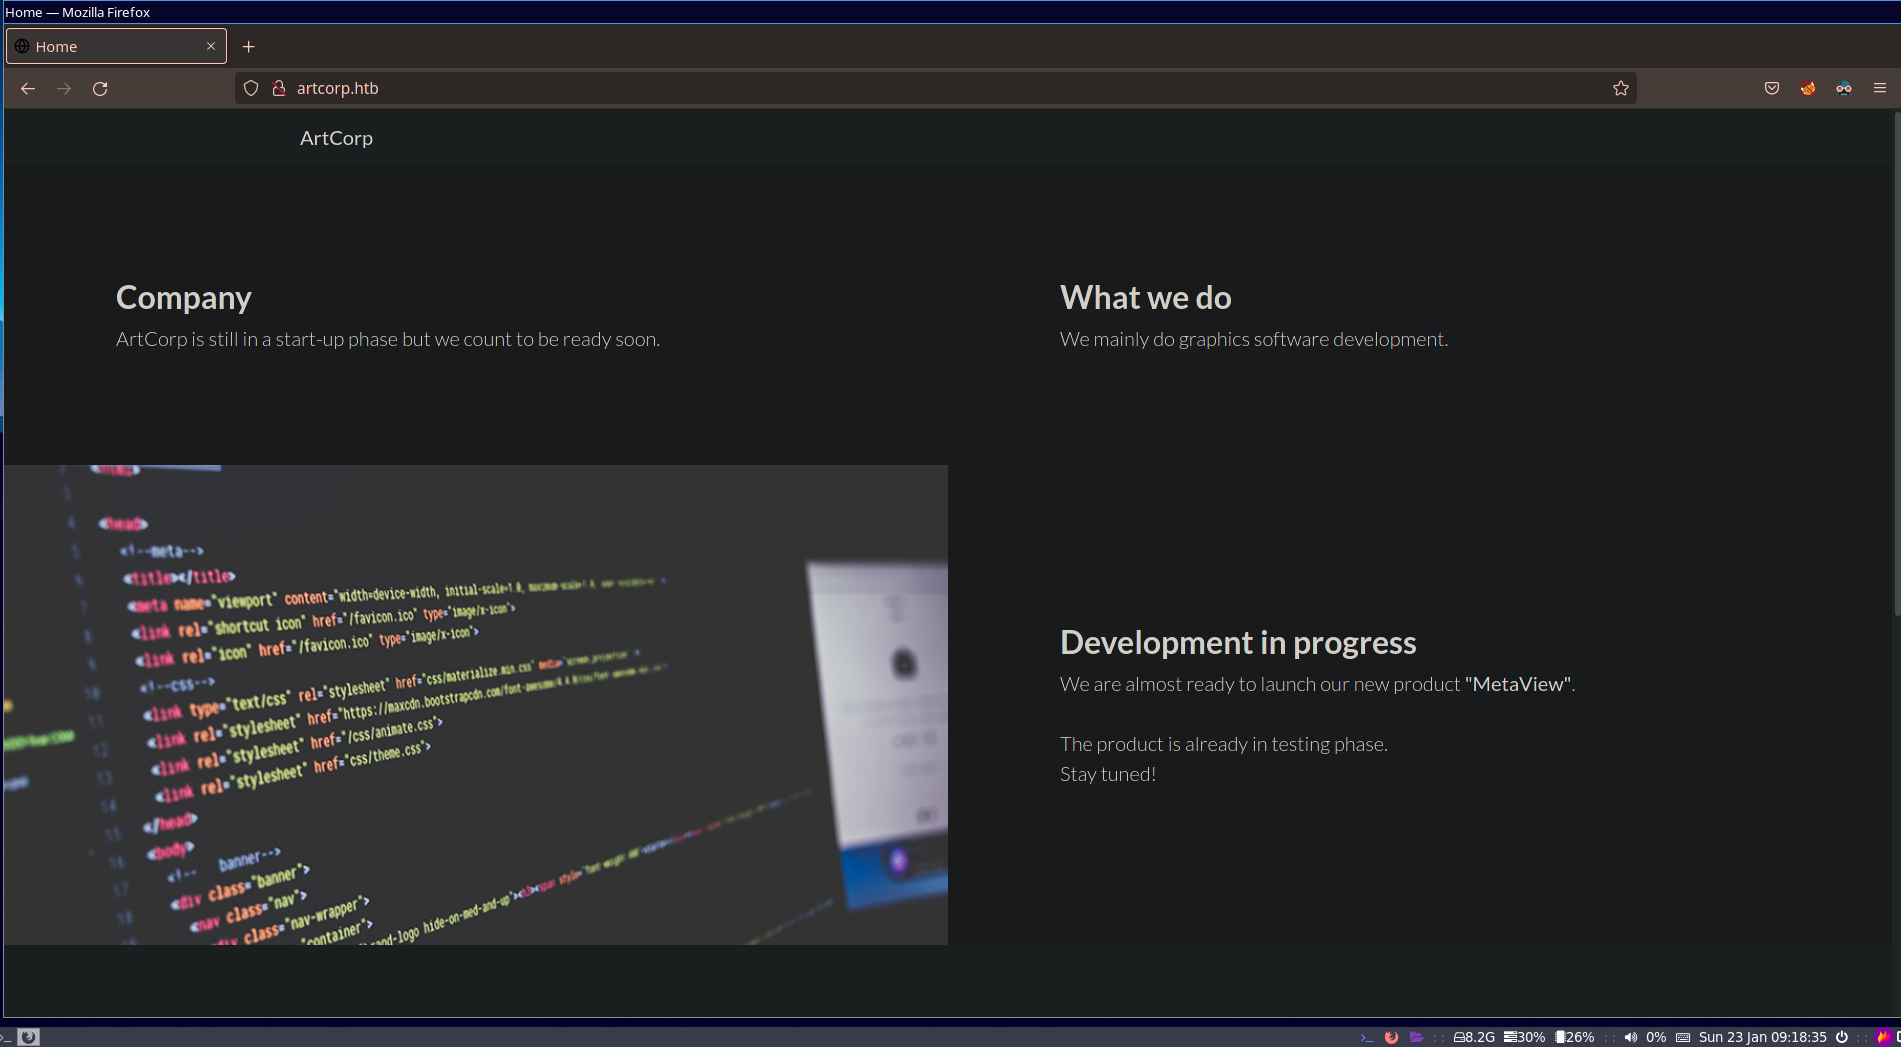 Home — Mozilla Firefox
Home
artcorp.htb
ArtCorp
Company
ArtCorp is still in a start-up phase but we count to be ready soon.
What we do
We mainly do graphics software development.
<head>
<!--meta-->
<title></title>
<meta name="viewport" content="width=device-width, initial-scale=1.0,
<link rel="shortcut icon" href="/favicon.ico" type="image/x-icon">
<link rel="icon" href="/favicon.ico" type="image/x-icon">
<!--css-->
<link type="text/css" rel="stylesheet" href="css/materialize.min.css"
<link rel="stylesheet" href="https://maxcdn.bootstrapcdn.com/font-awesome/4.
<link rel="stylesheet" href="/css/animate.css">
<link rel="stylesheet" href="css/theme.css">
</head>
<body>
<!-- banner-->
<div class="banner">
<nav class="nav">
<div class="nav-wrapper">
class="container">
hide-on-med-and-up">
Development in progress
We are almost ready to launch our new product "MetaView".
The product is already in testing phase.
Stay tuned!
8.2G 30% 26% 0% Sun 23 Jan 09:18:35